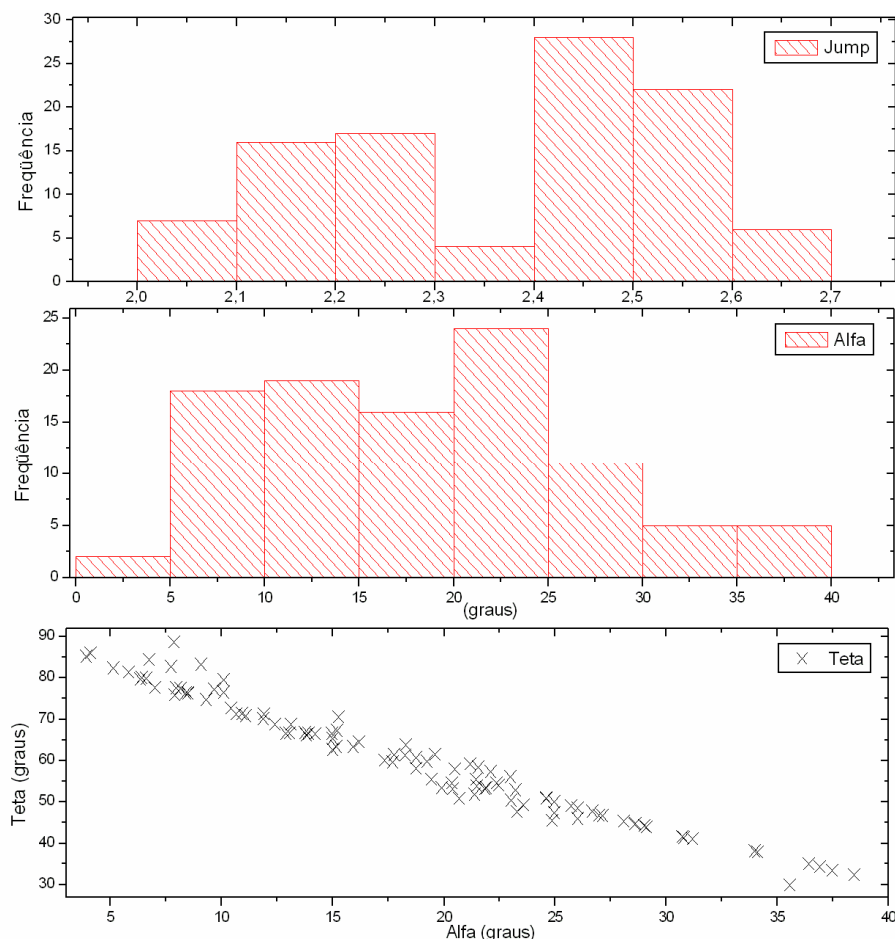 30
25
20
15
10
5
0
Freqüência
Jump
2,0 2,1 2,2 2,3 2,4 2,5 2,6 2,7
25
20
15
10
5
0
Freqüência
Alfa
0 5 10 15 20 25 30 35 40
(graus)
90
80
70
60
50
40
30
Teta (graus)
Teta
5 10 15 20 25 30 35 40
Alfa (graus)